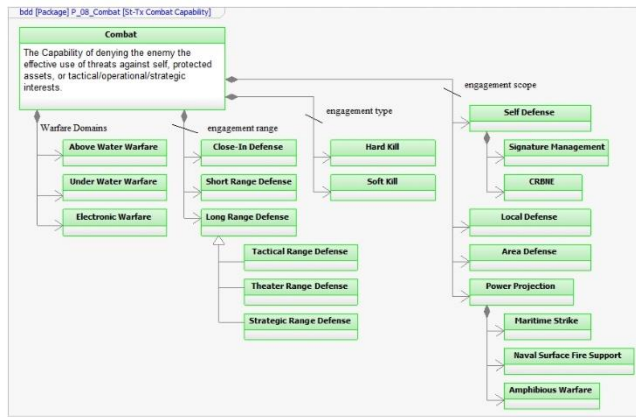 bdd [Package] P_08_Combat [St-Tx Combat Capability]
Combat
The Capability of denying the enemy the
effective use of threats against self, protected
assets, or tactical/operational/strategic
interests.
Warfare Domains
engagement range
engagement type
engagement scope
Above Water Warfare
Under Water Warfare
Electronic Warfare
Close-In Defense
Short Range Defense
Long Range Defense
Tactical Range Defense
Theater Range Defense
Strategic Range Defense
Hard Kill
Soft Kill
Self Defense
Signature Management
CRBNE
Local Defense
Area Defense
Power Projection
Maritime Strike
Naval Surface Fire Support
Amphibious Warfare